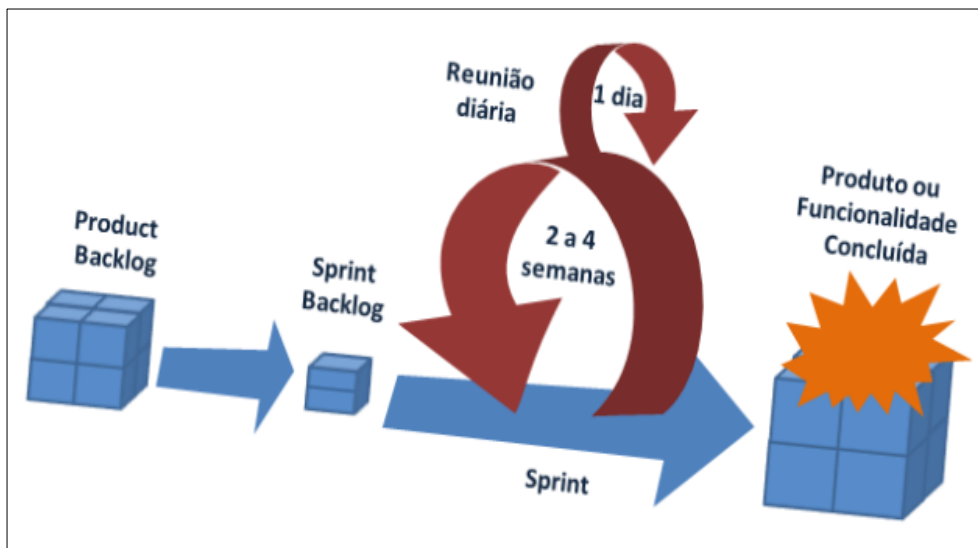 Product
Backlog
Sprint
Backlog
Reunião
diária
1 dia
2 a 4
semanas
Sprint
Produto ou
Funcionalidade
Concluída